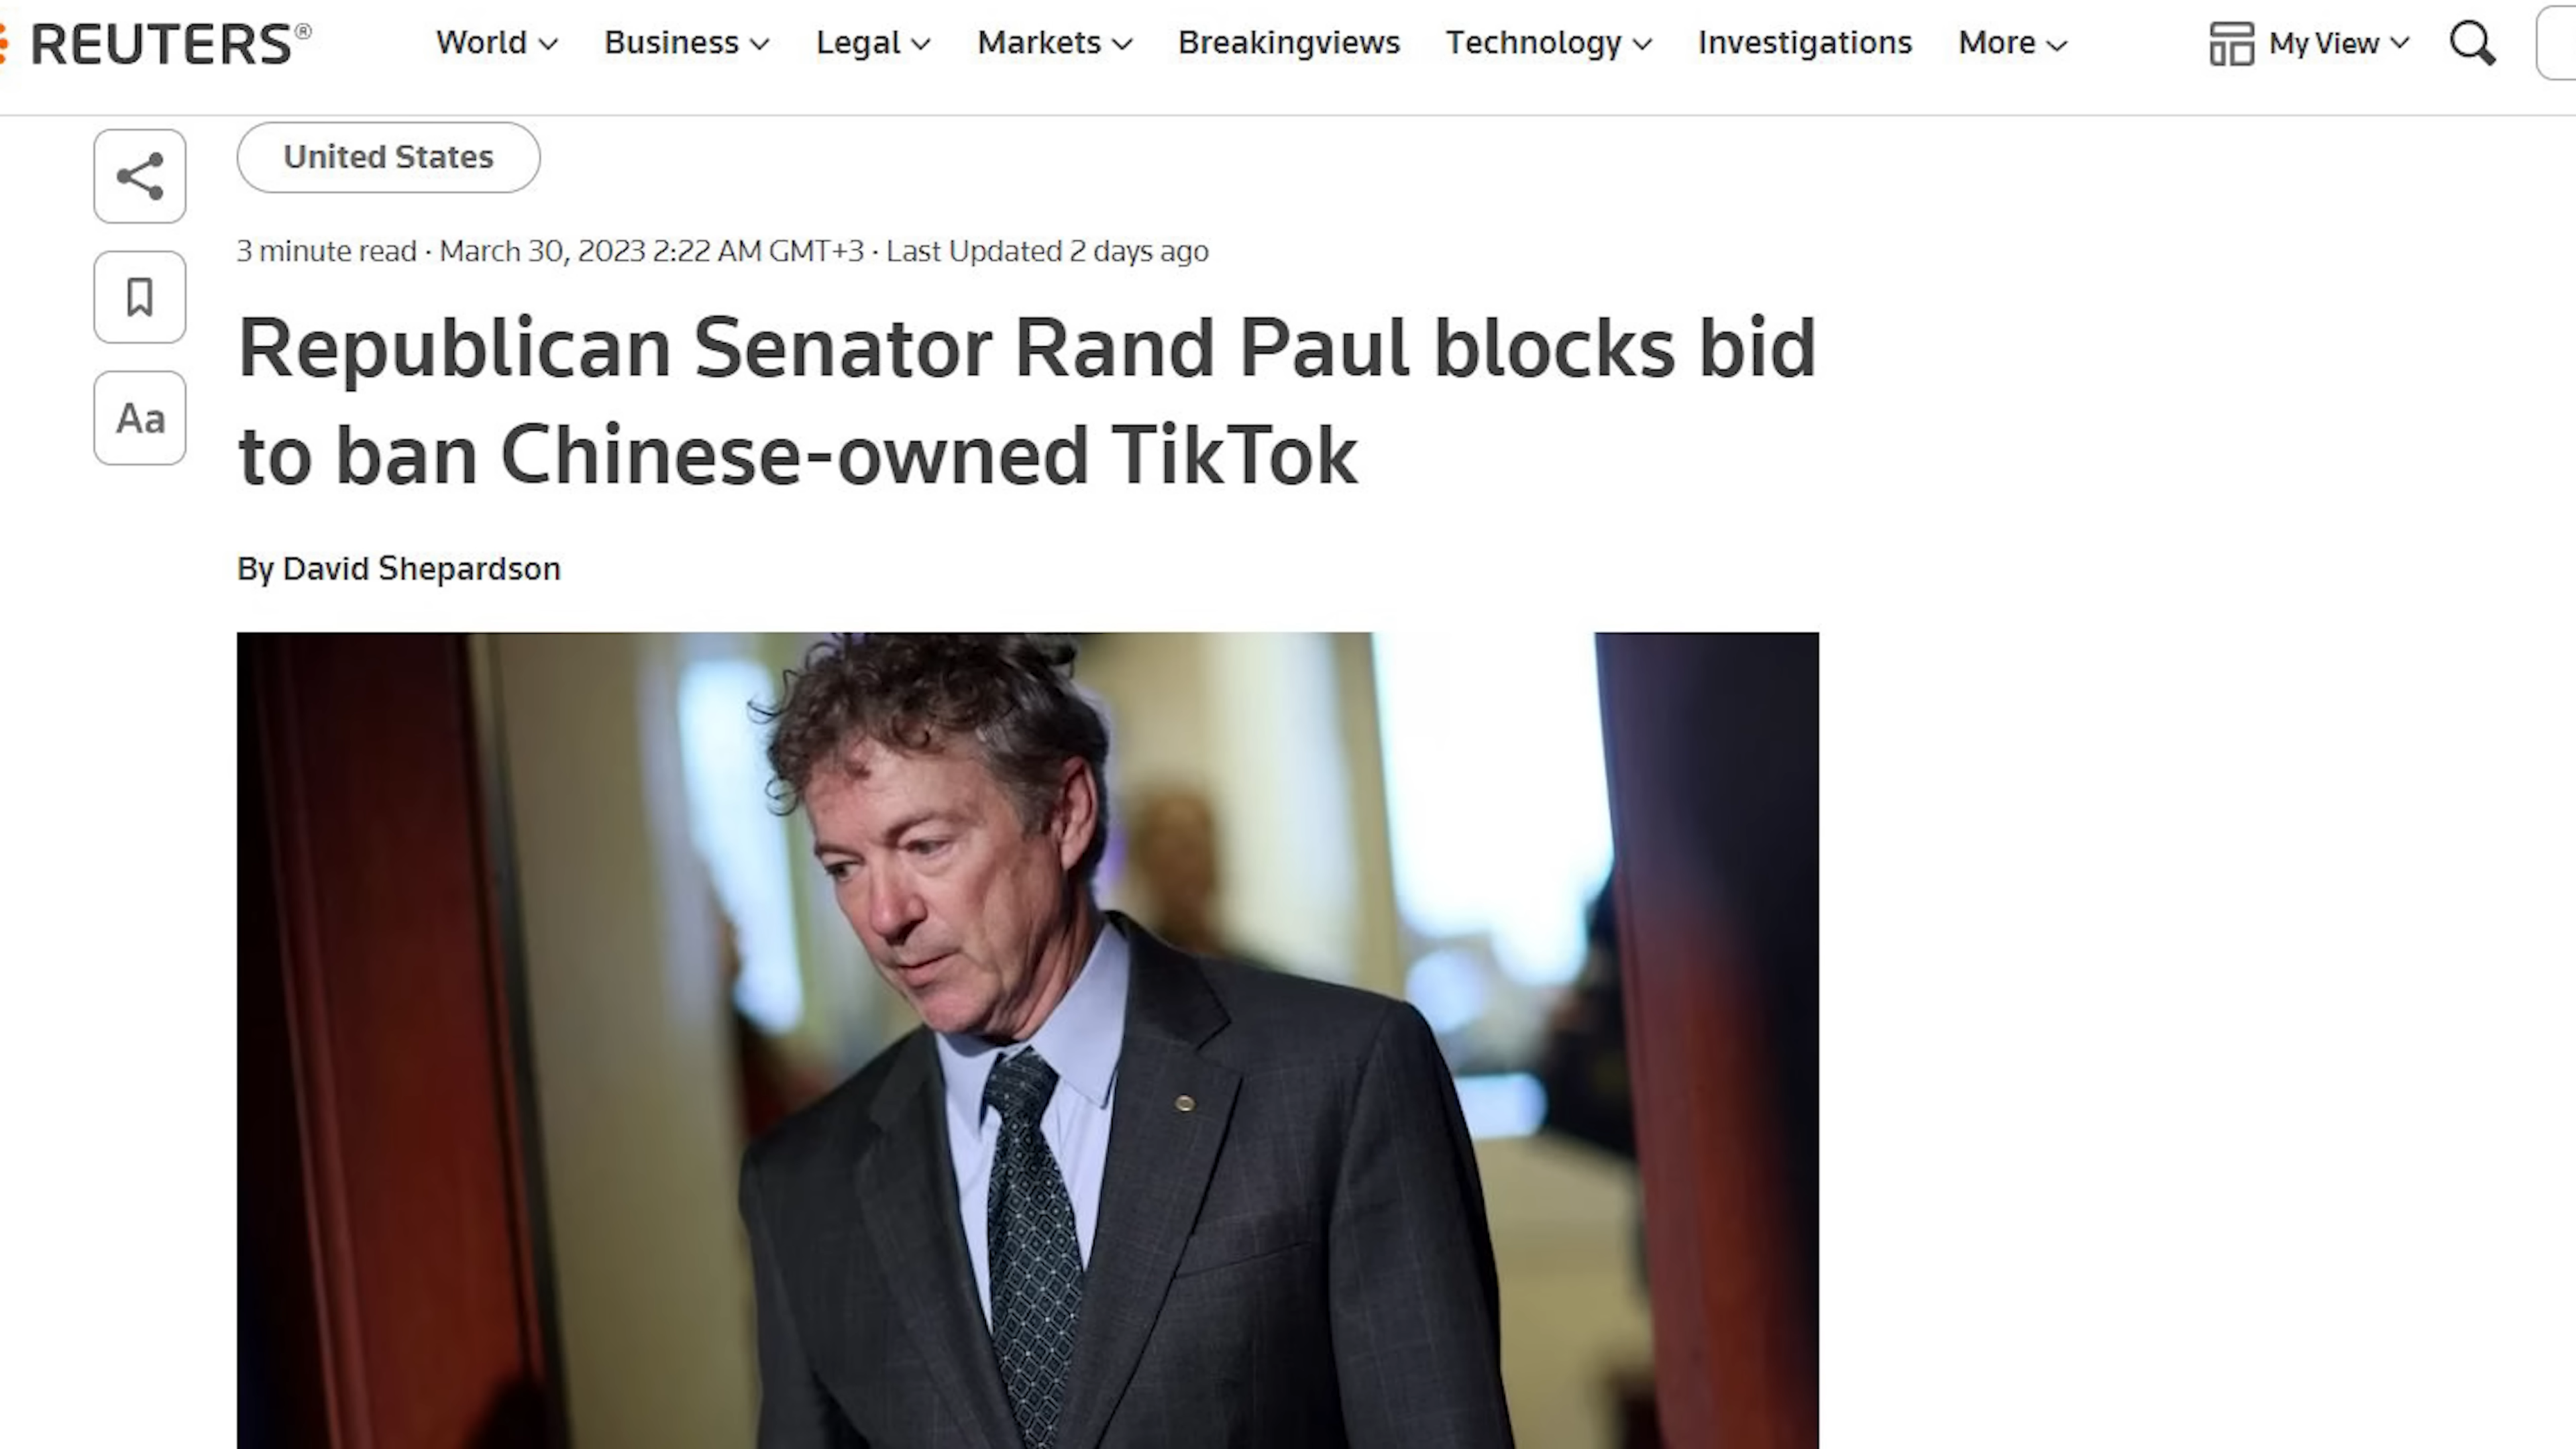 REUTERS®
World Business Legal Markets Breakingviews Technology Investigations More My View
United States
3 minute read · March 30, 2023 2:22 AM GMT+3 · Last Updated 2 days ago
Aa
Republican Senator Rand Paul blocks bid
to ban Chinese-owned TikTok
By David Shepardson